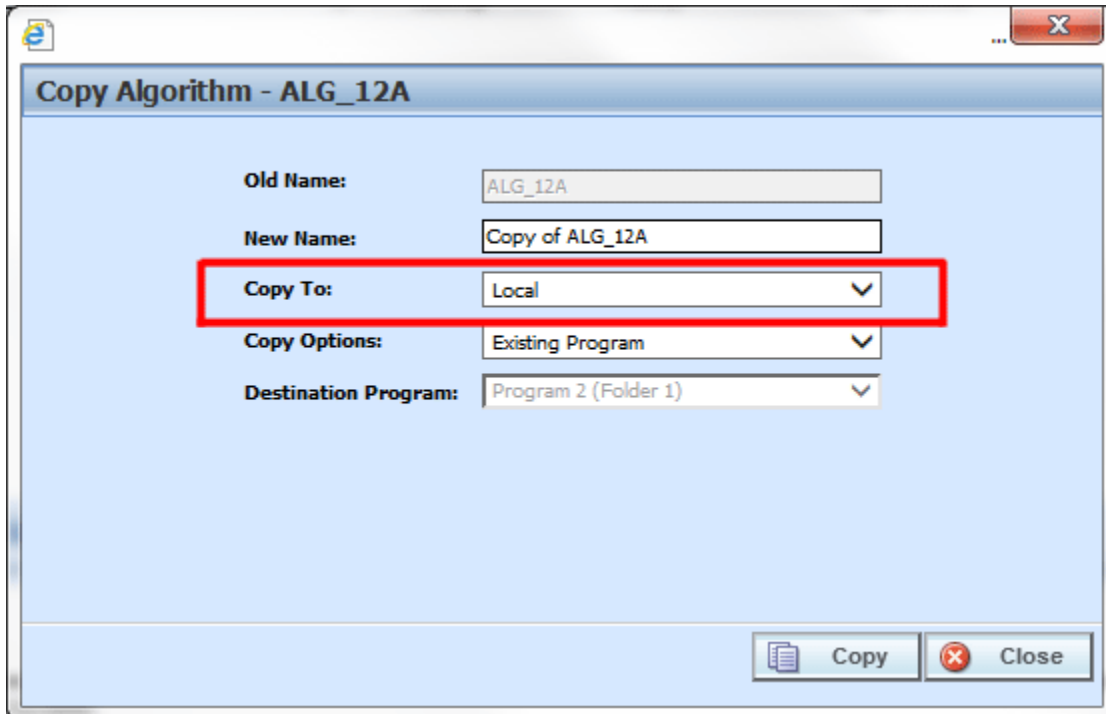 ...
Copy Algorithm - ALG_12A
Old Name: ALG_12A
New Name: Copy of ALG_12A
Copy To: Local
Copy Options: Existing Program
Destination Program: Program 2 (Folder 1)
Copy Close